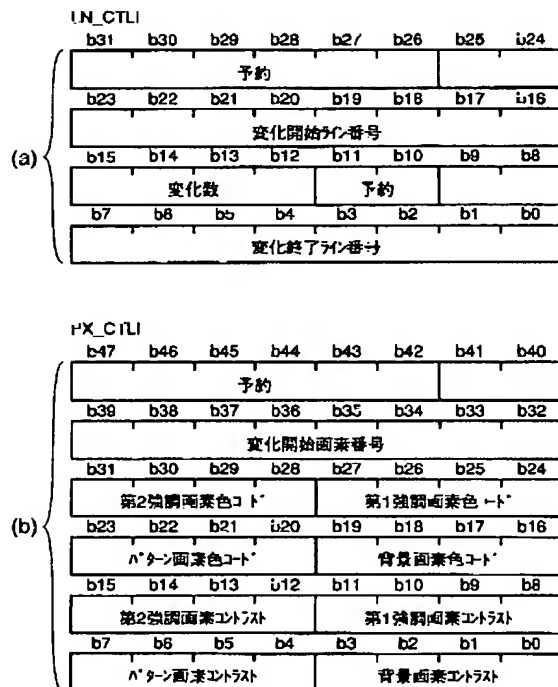 LN_CTLI
b31 b30 b29 b28 b27 b26 b25 b24
予約
b23 b22 b21 b20 b19 b18 b17 b16
変化開始ライン番号
(a)
b15 b14 b13 b12 b11 b10 b9 b8
変化数 予約
b7 b6 b5 b4 b3 b2 b1 b0
変化終了ライン番号
PX_CTLI
b47 b46 b45 b44 b43 b42 b41 b40
予約
b39 b38 b37 b36 b35 b34 b33 b32
変化開始画素番号
b31 b30 b29 b28 b27 b26 b25 b24
第2強調画素色コード 第1強調画素色コード
(b)
b23 b22 b21 b20 b19 b18 b17 b16
パターン画素色コード 背景画素色コード
b15 b14 b13 b12 b11 b10 b9 b8
第2強調画素コントラスト 第1強調画素コントラスト
b7 b6 b5 b4 b3 b2 b1 b0
パターン画素コントラスト 背景画素コントラスト